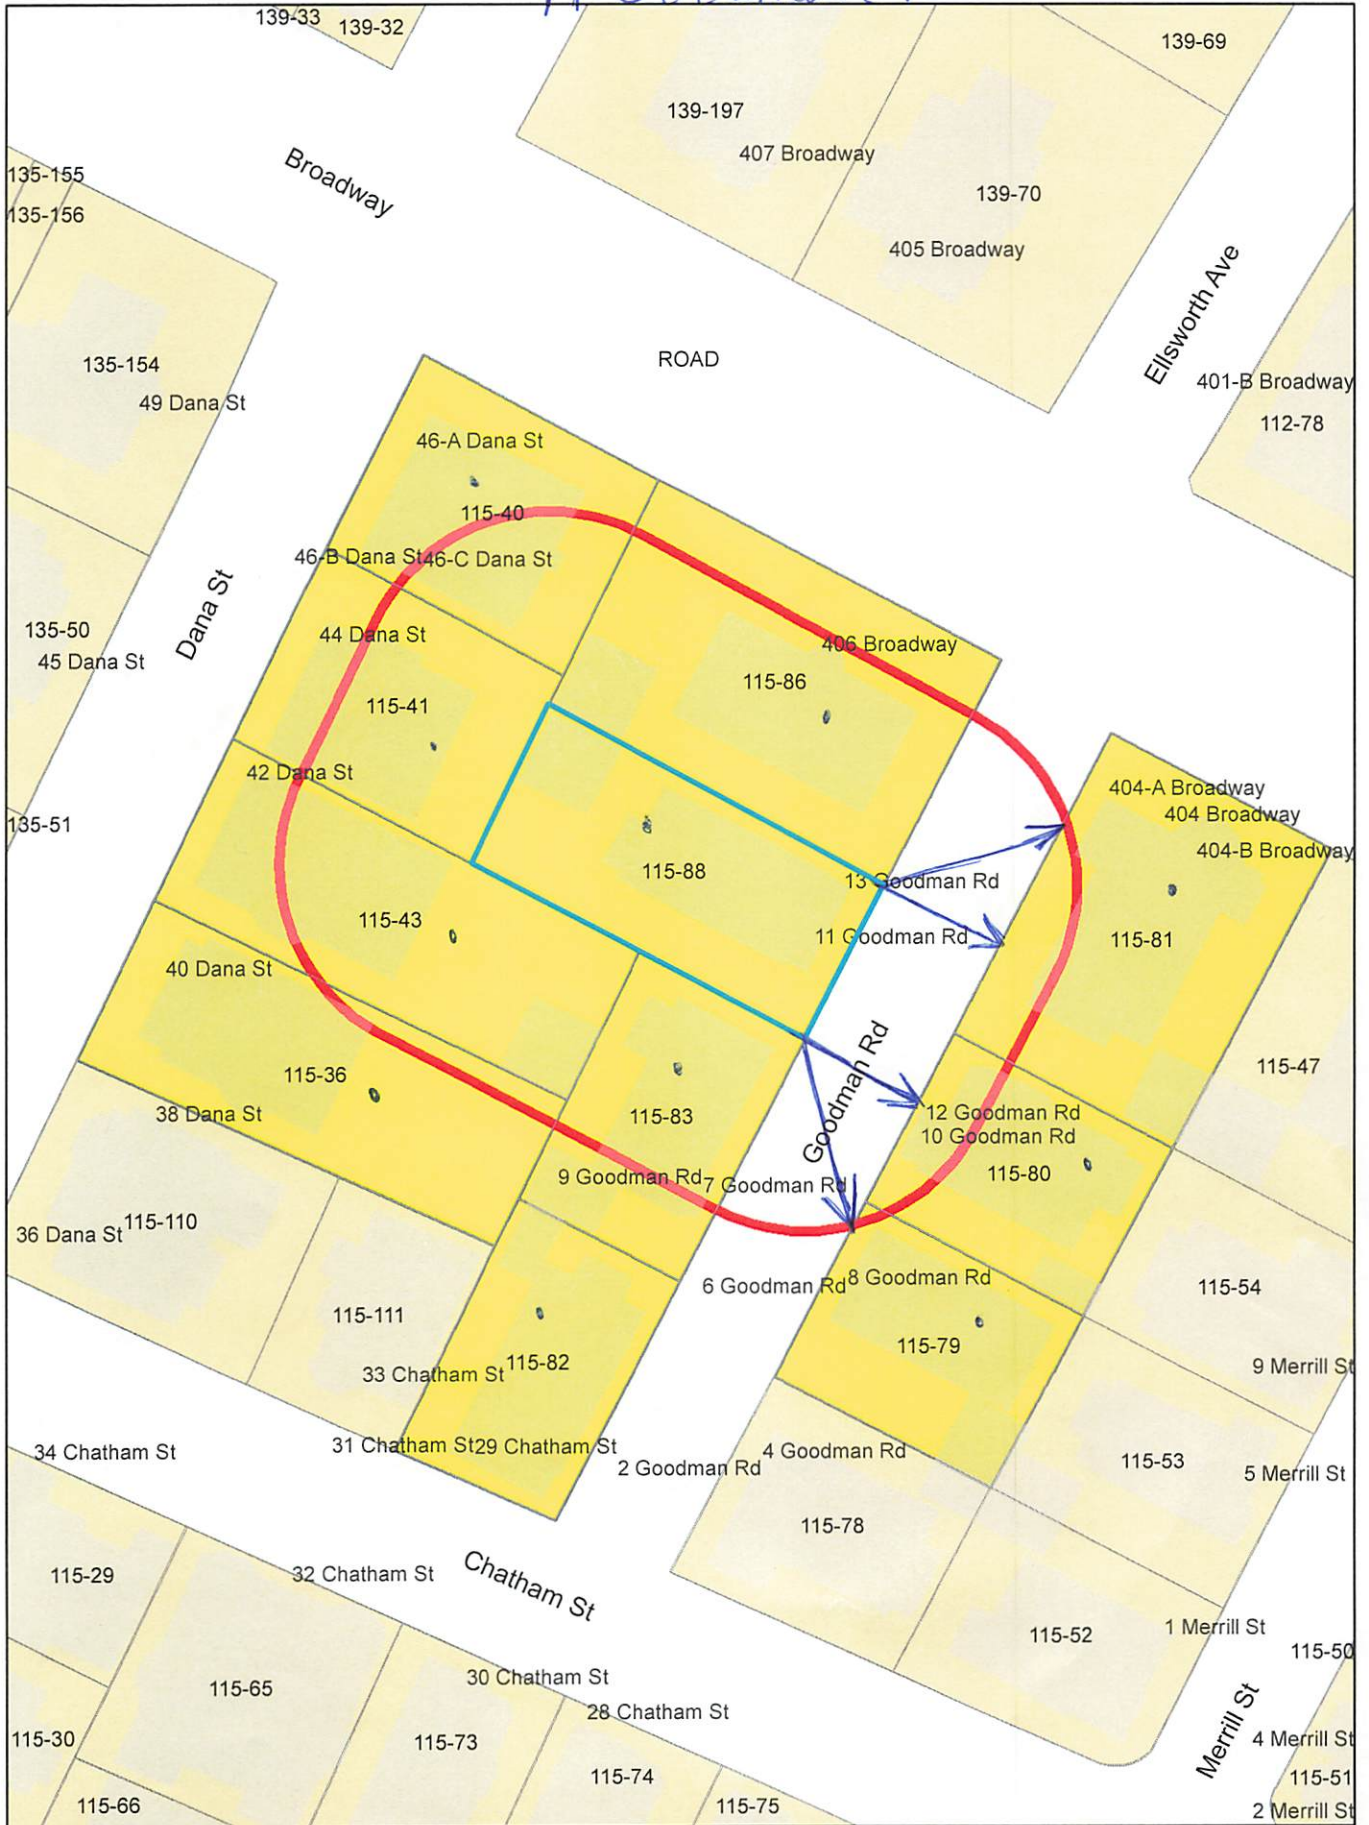 139-33
139-32
139-69
139-197
407 Broadway
Broadway
135-155
135-156
139-70
405 Broadway
Ellsworth Ave
ROAD
135-154
49 Dana St
401-B Broadway
112-78
46-A Dana St
115-40
46-B Dana St
46-C Dana St
Dana St
135-50
45 Dana St
44 Dana St
406 Broadway
115-86
115-41
42 Dana St
404-A Broadway
404 Broadway
404-B Broadway
135-51
115-88
13 Goodman Rd
115-43
11 Goodman Rd
115-81
40 Dana St
Goodman Rd
115-47
115-36
38 Dana St
115-83
12 Goodman Rd
10 Goodman Rd
115-80
9 Goodman Rd
7 Goodman Rd
36 Dana St
115-110
6 Goodman Rd
8 Goodman Rd
115-54
115-111
115-79
115-82
33 Chatham St
9 Merrill St
34 Chatham St
31 Chatham St
29 Chatham St
2 Goodman Rd
4 Goodman Rd
115-53
5 Merrill St
115-78
115-29
32 Chatham St
Chatham St
115-52
1 Merrill St
115-50
115-65
30 Chatham St
28 Chatham St
Merrill St
115-30
115-73
4 Merrill St
115-74
115-51
115-66
115-75
2 Merrill St